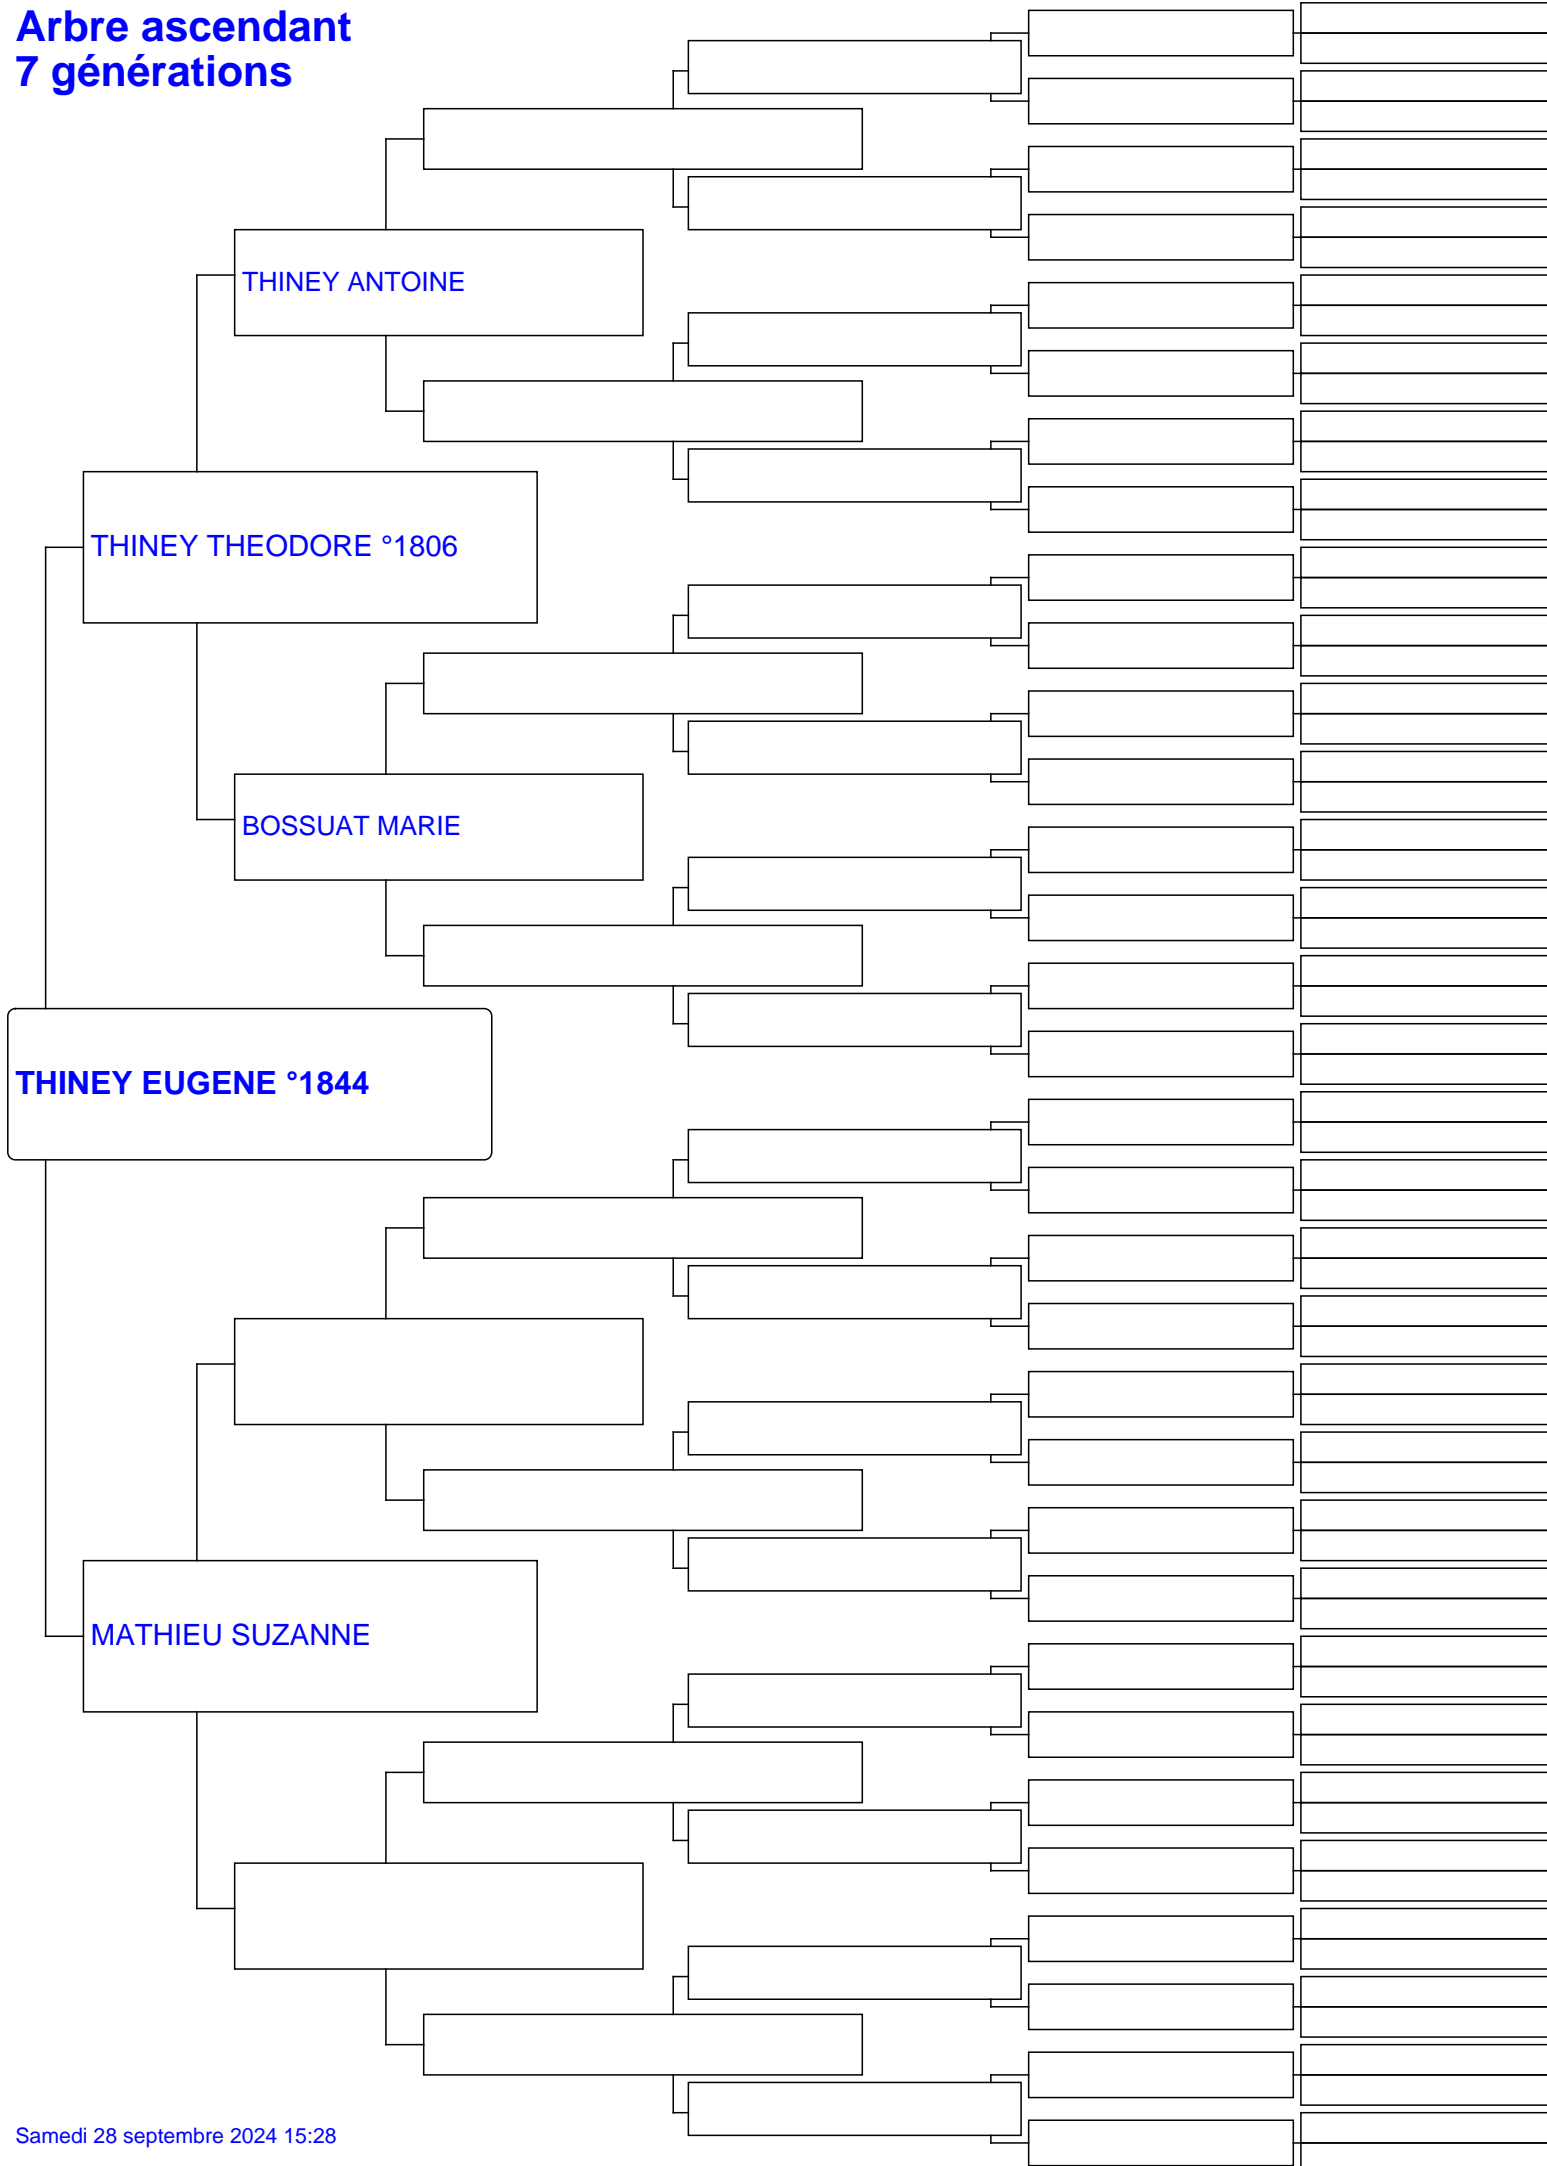 Arbre ascendant
7 générations
THINEY ANTOINE
THINEY THEODORE °1806
BOSSUAT MARIE
THINEY EUGENE °1844
MATHIEU SUZANNE
Samedi 28 septembre 2024 15:28